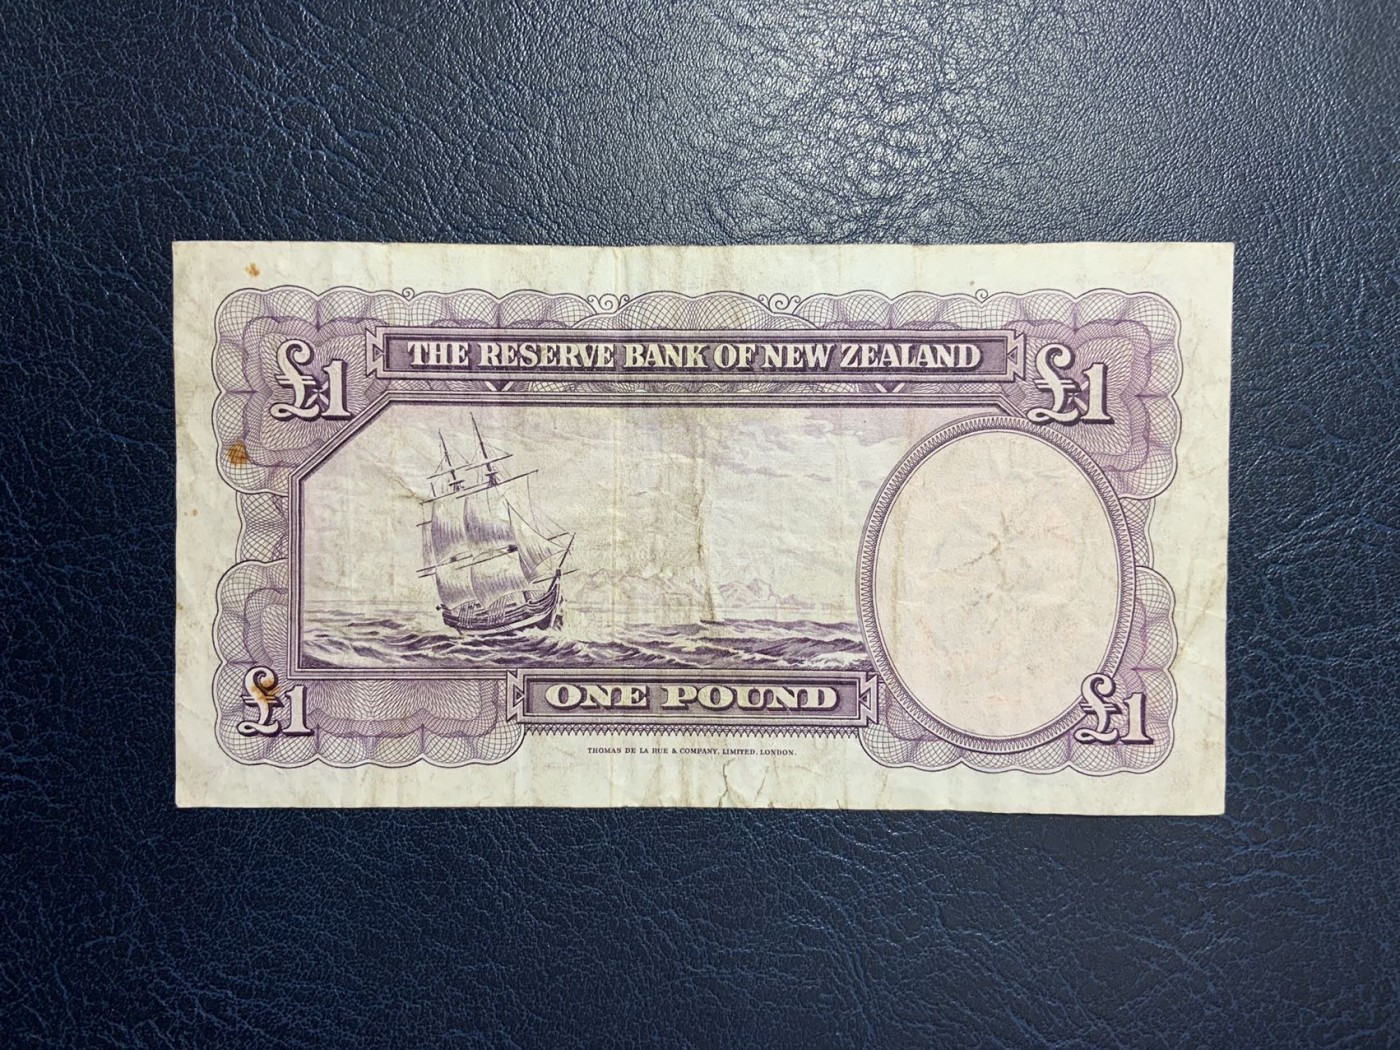 THE RESERVE BANK OF NEW ZEALAND
£1
£1
ONE POUND
£1
£1
THOMAS DE LA RUE & COMPANY, LIMITED, LONDON.